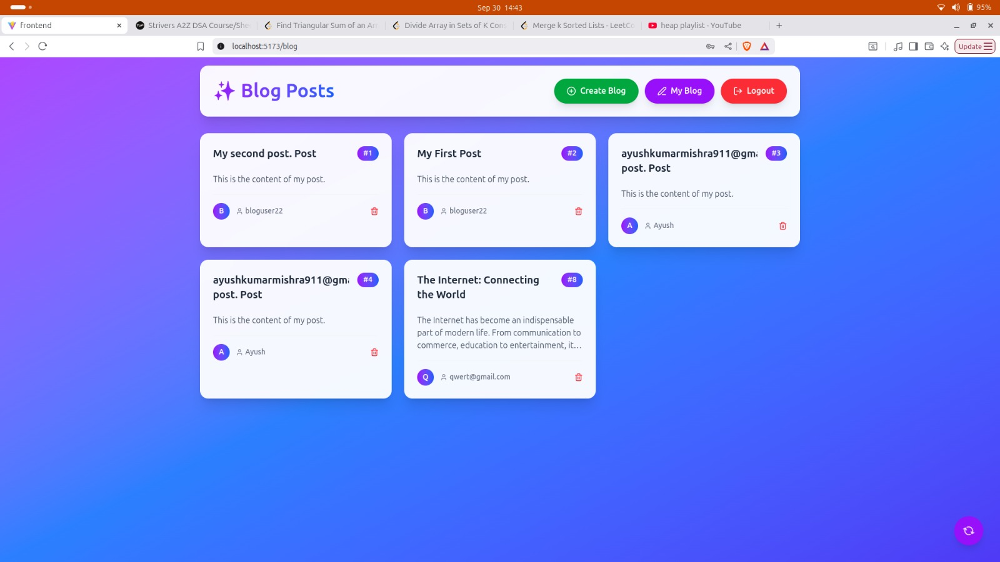 Sep 30 14:43
95%
frontend
Strivers A2Z DSA Course/She
Find Triangular Sum of an Arr
Divide Array in Sets of K Cons
Merge k Sorted Lists - LeetCo
heap playlist - YouTube
localhost:5173/blog
Update
Blog Posts
Create Blog
My Blog
Logout
My second post. Post
#1
This is the content of my post.
B
bloguser22
My First Post
#2
This is the content of my post.
B
bloguser22
ayushkumarmishra911@gma
#3
post. Post
This is the content of my post.
A
Ayush
ayushkumarmishra911@gma
#4
post. Post
This is the content of my post.
A
Ayush
The Internet: Connecting
#8
the World
The Internet has become an indispensable
part of modern life. From communication to
commerce, education to entertainment, it...
Q
qwert@gmail.com